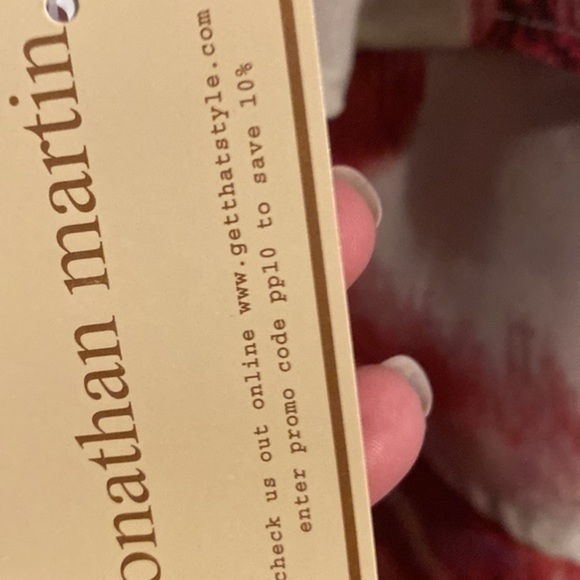 onathan martin.
check us out online www.getthatstyle.com
enter promo code pp10 to save 10%